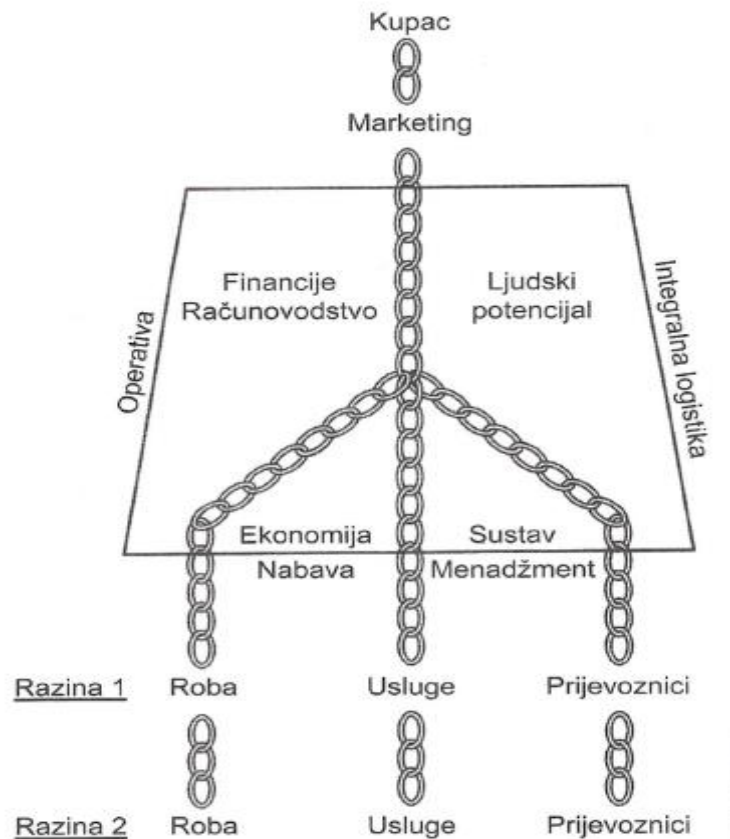 Kupac
Marketing
Financije
Računovodstvo
Ljudski
potencijal
Operativa
Integralna logistika
Ekonomija
Sustav
Nabava
Menadžment
Razina 1 Roba Usluge Prijevoznici
Razina 2 Roba Usluge Prijevoznici